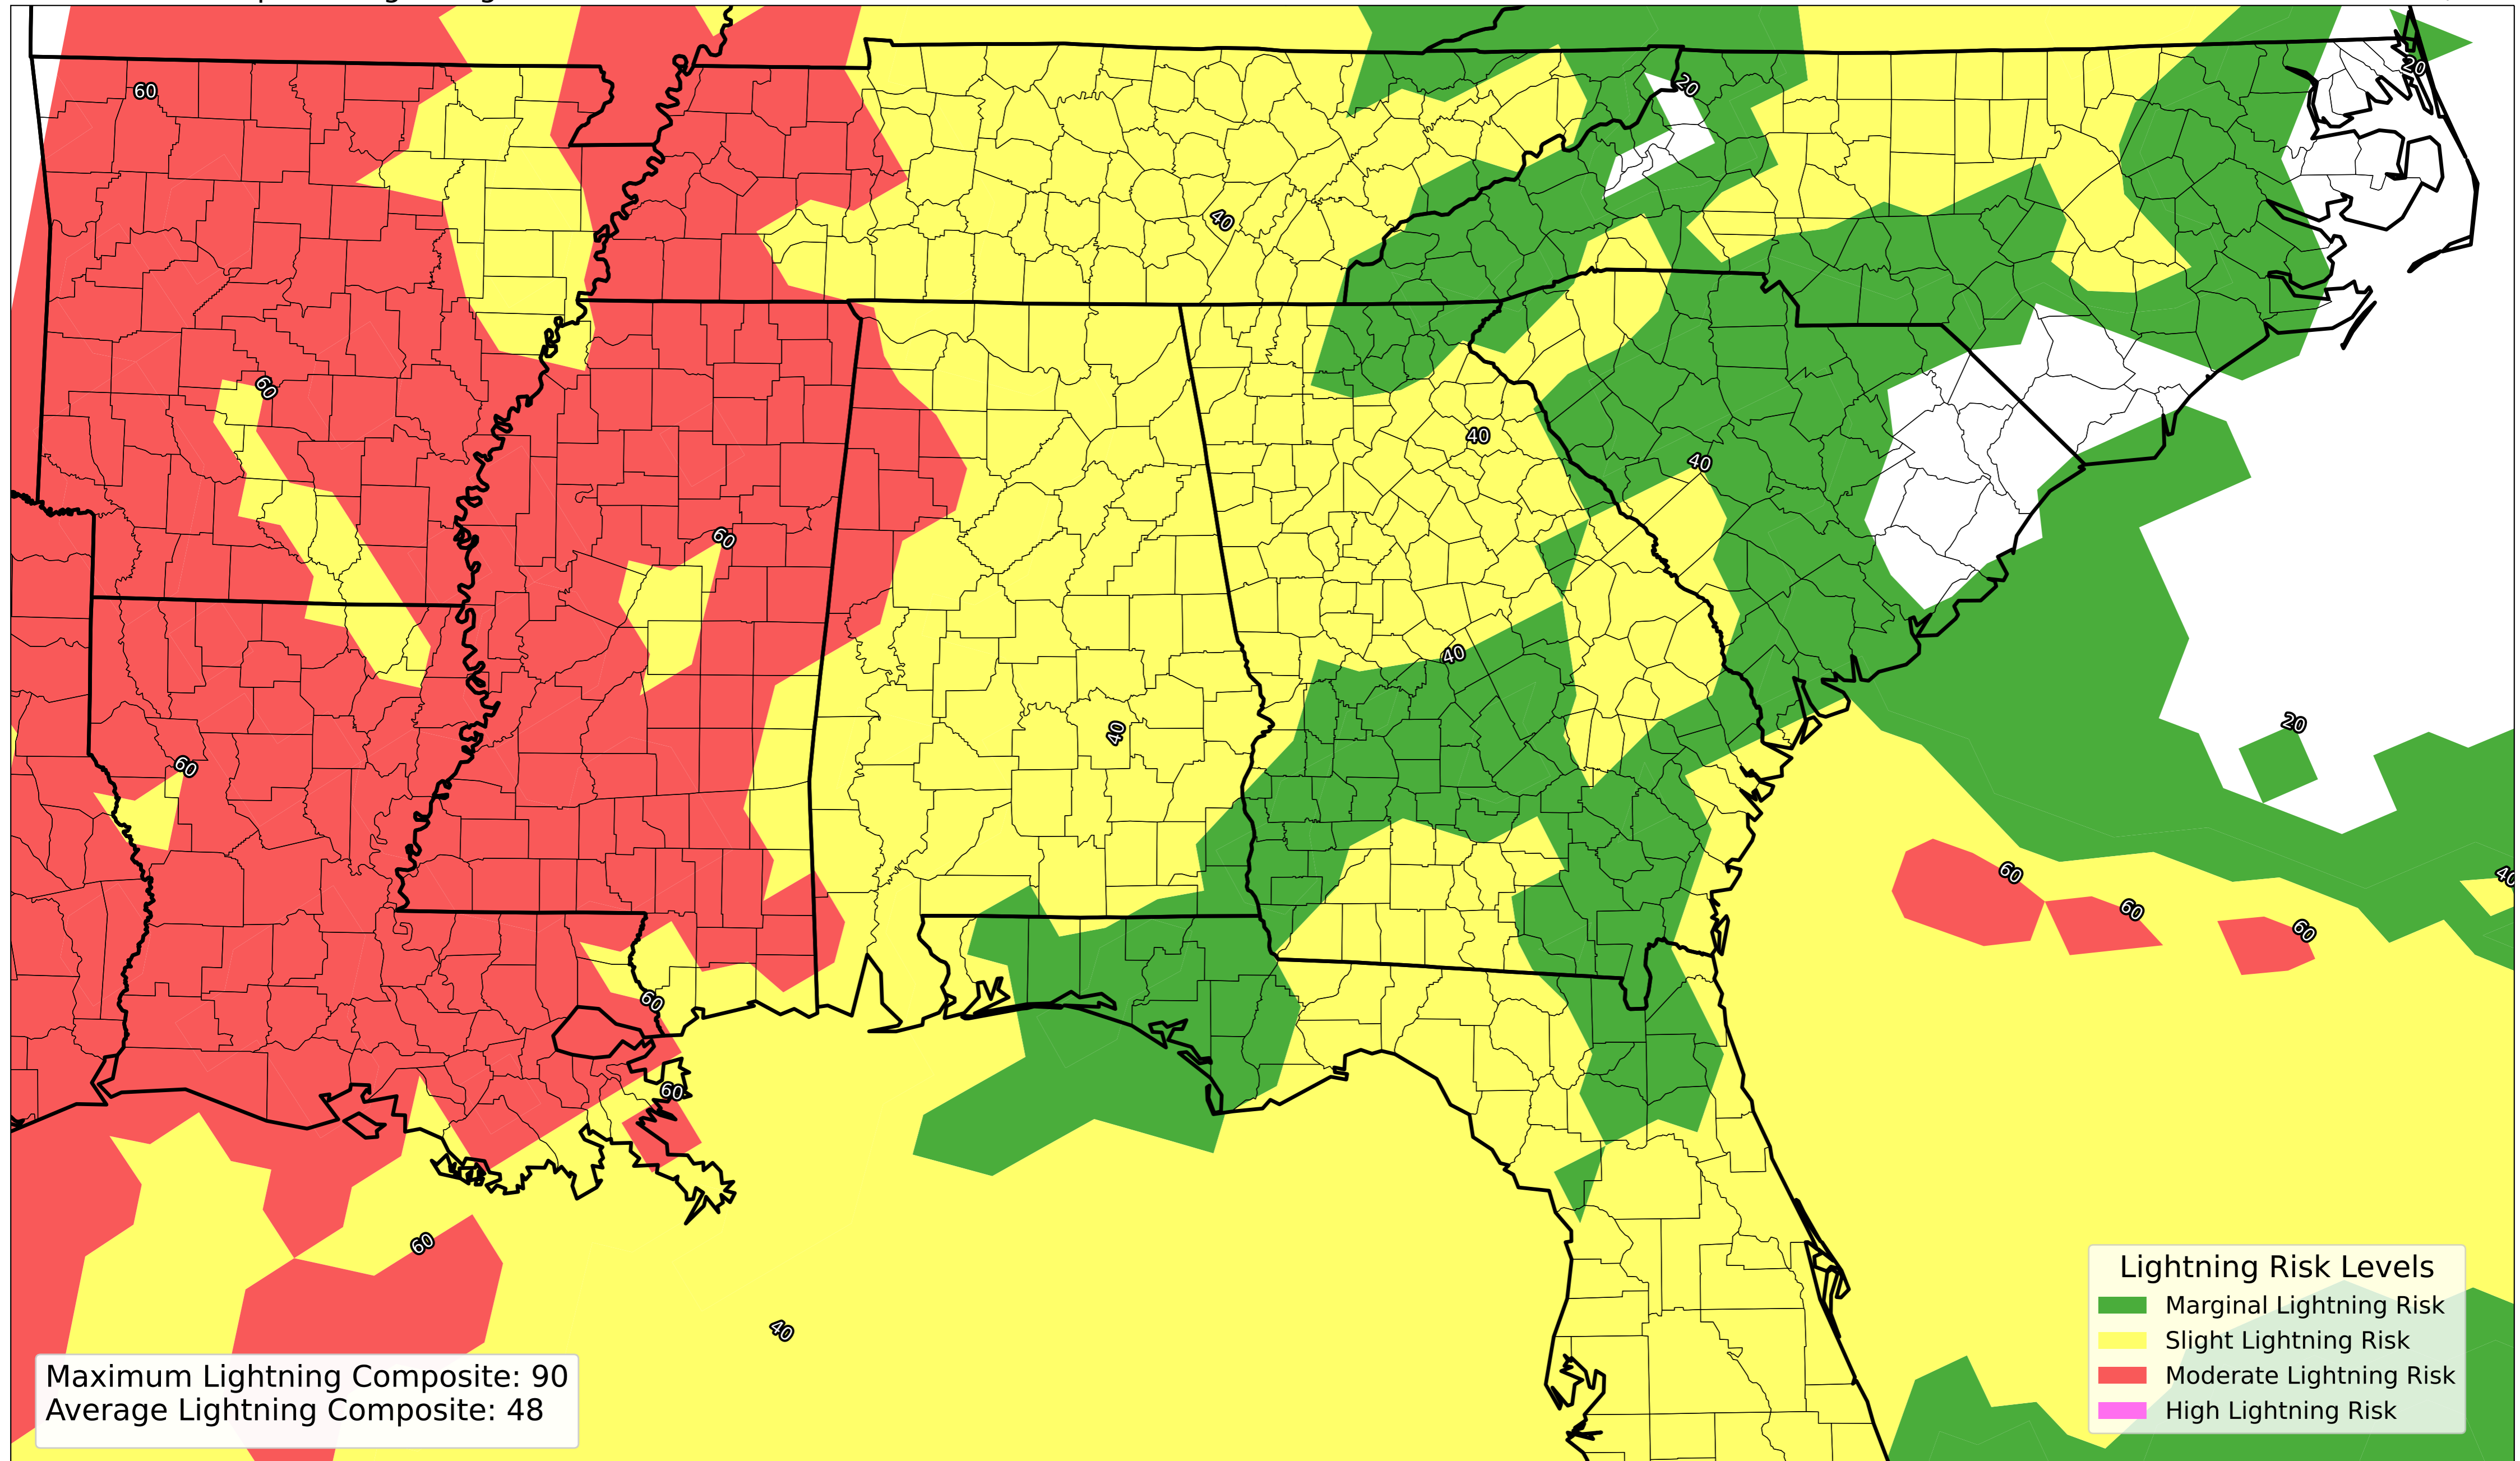 20
60
20
40
60
40
40
60
40
20
40
60
60
40
60
60
60
60
60
40
Lightning Risk Levels
Marginal Lightning Risk
Slight Lightning Risk
Moderate Lightning Risk
High Lightning Risk
Maximum Lightning Composite: 90
Average Lightning Composite: 48